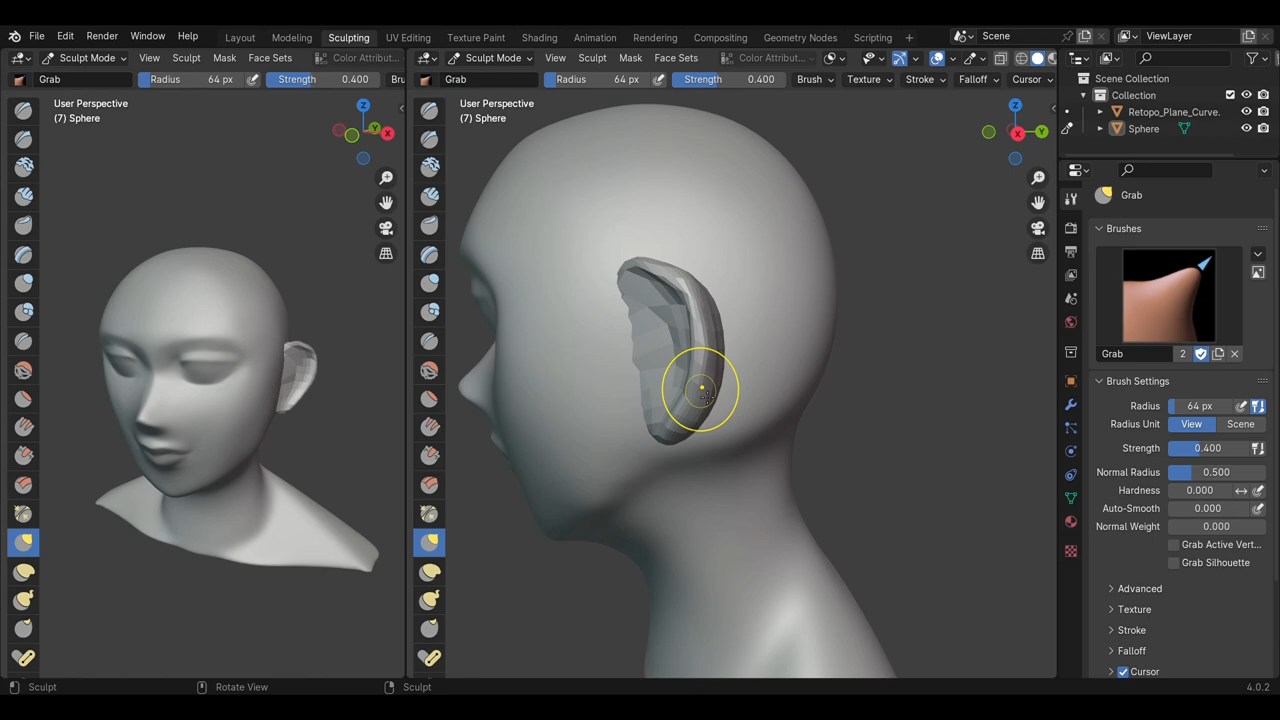 File Edit Render Window Help Layout Modeling Sculpting UV Editing Texture Paint Shading Animation Rendering Compositing Geometry Nodes Scripting + Scene ViewLayer
Sculpt Mode View Sculpt Mask Face Sets Color Attribut... Sculpt Mode View Sculpt Mask Face Sets Color Attribut...
Grab Radius 64 px Strength 0.400 Bru Grab Radius 64 px Strength 0.400 Brush Texture Stroke Falloff Cursor
User Perspective
(7) Sphere
Z
Y
X
User Perspective
(7) Sphere
Z
X
Y
Scene Collection
Collection
Retopo_Plane_Curve.
Sphere
Grab
Brushes
Grab 2
Brush Settings
Radius 64 px
Radius Unit View Scene
Strength 0.400
Normal Radius 0.500
Hardness 0.000
Auto-Smooth 0.000
Normal Weight 0.000
Grab Active Vert...
Grab Silhouette
Advanced
Texture
Stroke
Falloff
Cursor
Sculpt Rotate View Sculpt 4.0.2